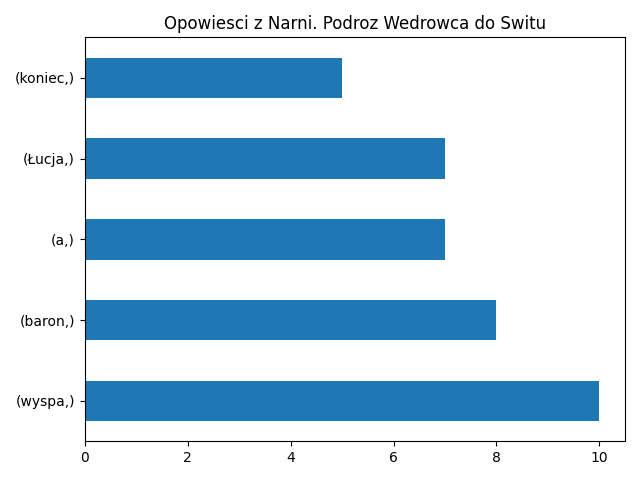 Opowiesci z Narni. Podroz Wedrowca do Switu
(koniec,)
(Łucja,)
(a,)
(baron,)
(wyspa,)
0 2 4 6 8 10